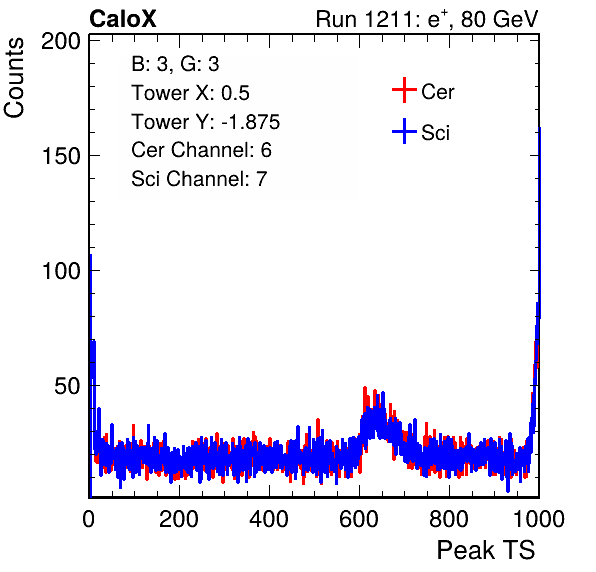 CaloX Run 1211: e⁺, 80 GeV
Counts
200
150
100
50
B: 3, G: 3
Tower X: 0.5
Tower Y: -1.875
Cer Channel: 6
Sci Channel: 7
Cer
Sci
0 200 400 600 800 1000
Peak TS